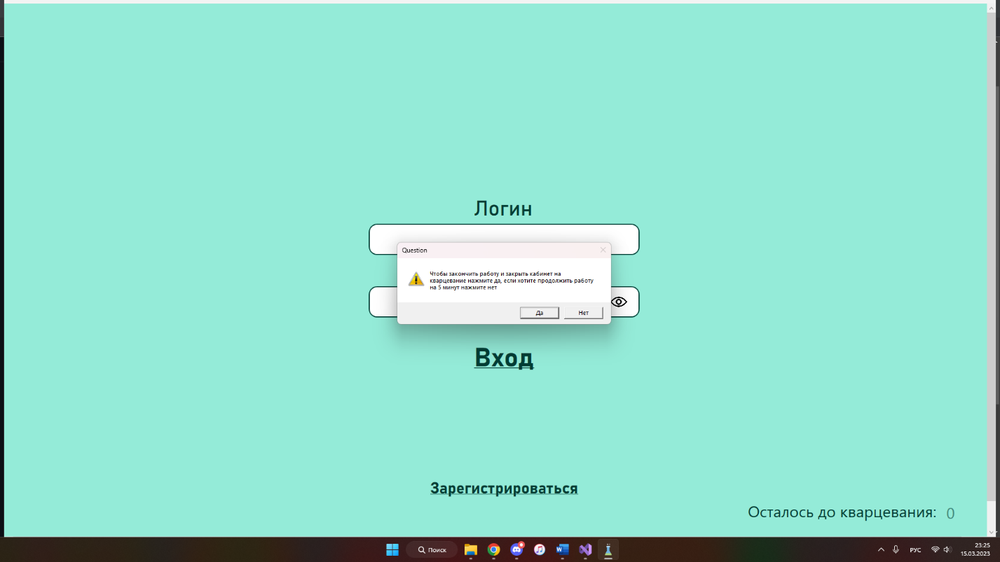 Логин
Question
Чтобы закончить работу и закрыть кабинет на
кварцевание нажмите да, если хотите продолжить работу
на 5 минут нажмите нет
Да
Нет
Вход
Зарегистрироваться
Осталось до кварцевания: 0
Поиск
РУС
23:25
15.03.2023